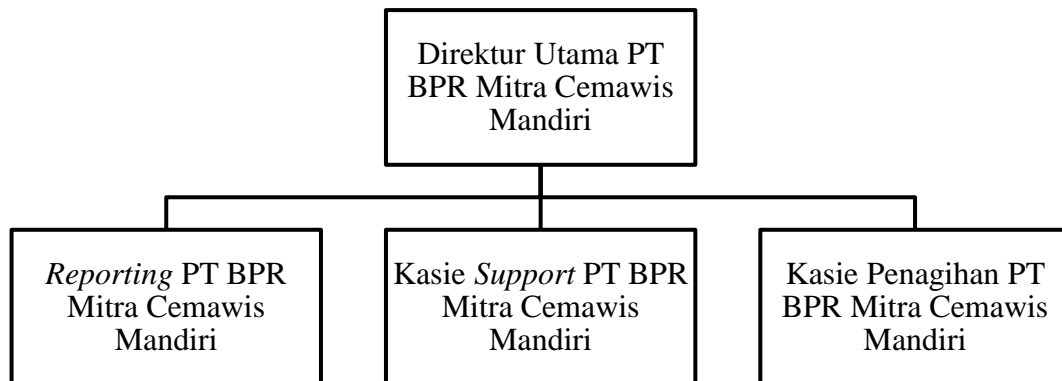 Direktur Utama PT
BPR Mitra Cemawis
Mandiri
Reporting PT BPR
Mitra Cemawis
Mandiri
Kasie Support PT BPR
Mitra Cemawis
Mandiri
Kasie Penagihan PT
BPR Mitra Cemawis
Mandiri